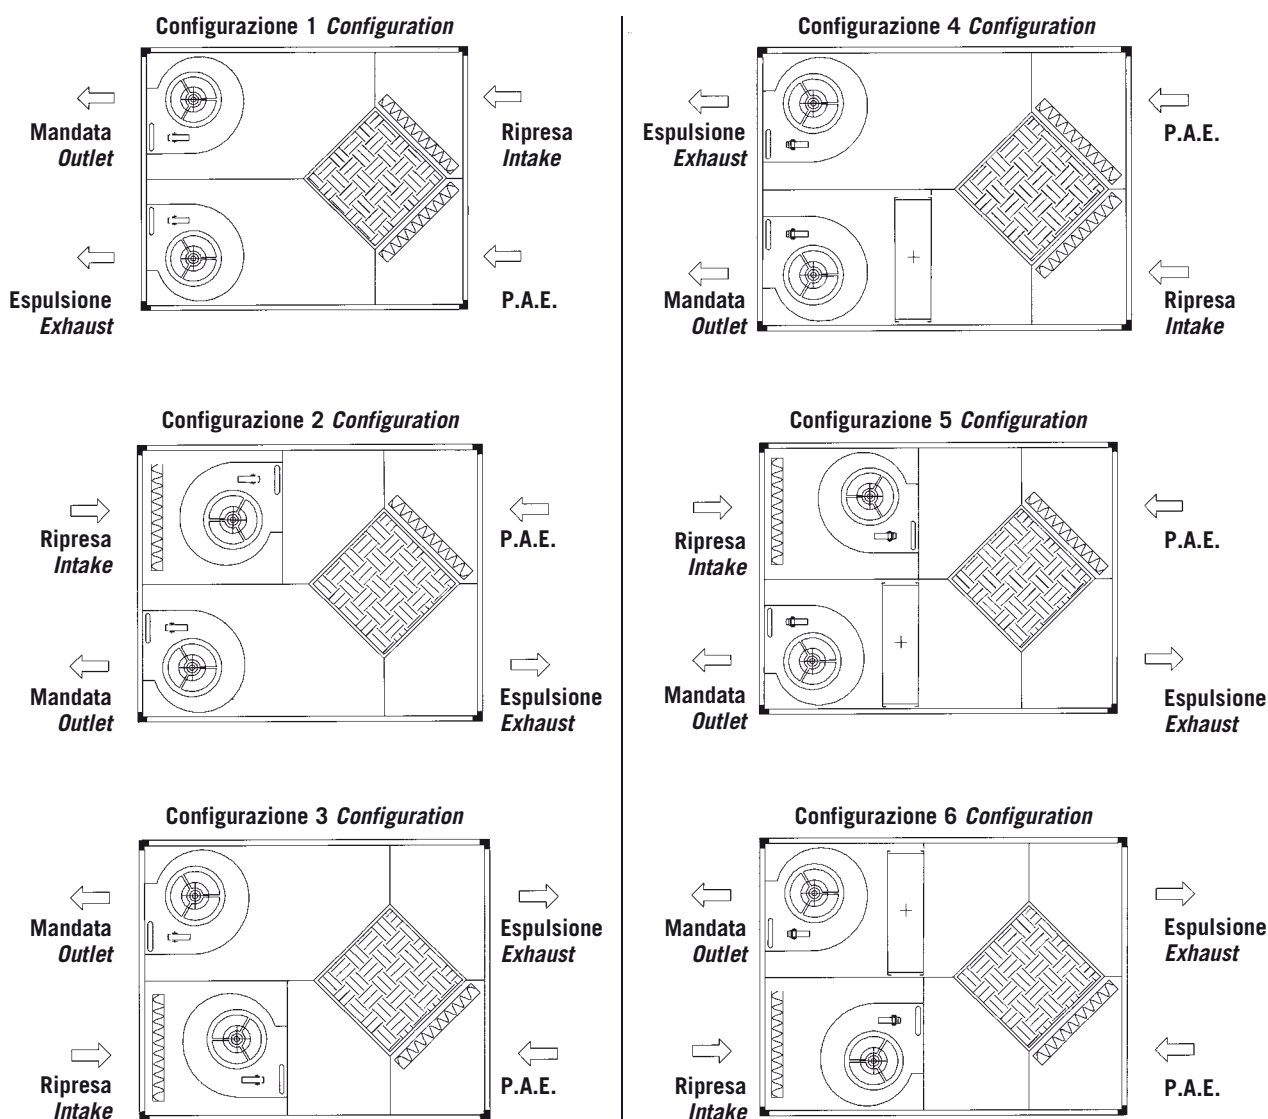 Configurazione 1 Configuration
Mandata
Outlet
Ripresa
Intake
Espulsione
Exhaust
P.A.E.
Configurazione 2 Configuration
Ripresa
Intake
P.A.E.
Mandata
Outlet
Espulsione
Exhaust
Configurazione 3 Configuration
Mandata
Outlet
Espulsione
Exhaust
Ripresa
Intake
P.A.E.
Configurazione 4 Configuration
Espulsione
Exhaust
P.A.E.
Mandata
Outlet
Ripresa
Intake
Configurazione 5 Configuration
Ripresa
Intake
P.A.E.
Mandata
Outlet
Espulsione
Exhaust
Configurazione 6 Configuration
Mandata
Outlet
Espulsione
Exhaust
Ripresa
Intake
P.A.E.